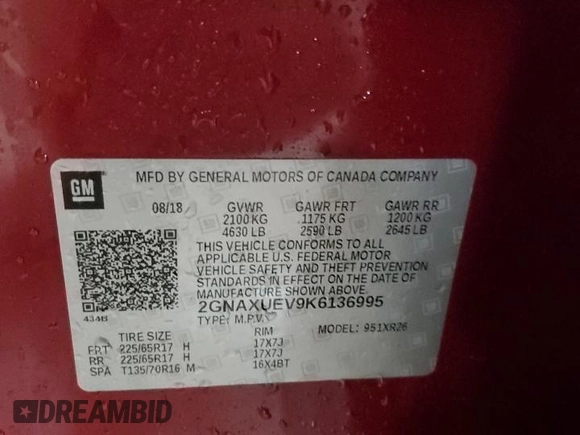 GM
MFD BY GENERAL MOTORS OF CANADA COMPANY
08/18 GVWR GAWR FRT GAWR RR
2100 KG 1175 KG 1200 KG
4630 LB 2590 LB 2645 LB
THIS VEHICLE CONFORMS TO ALL
APPLICABLE U.S. FEDERAL MOTOR
VEHICLE SAFETY AND THEFT PREVENTION
STANDARDS IN EFFECT ON THE DATE OF
MANUFACTURE SHOWN ABOVE.
2GNAXUEV9K6136995
434B
TYPE: M.P.V. MODEL: 9S1XR26
TIRE SIZE RIM
FRT 225/65R17 H 17X7J
RR 225/65R17 H 17X7J
SPA T135/70R16 M 16X4BT
DREAMBID